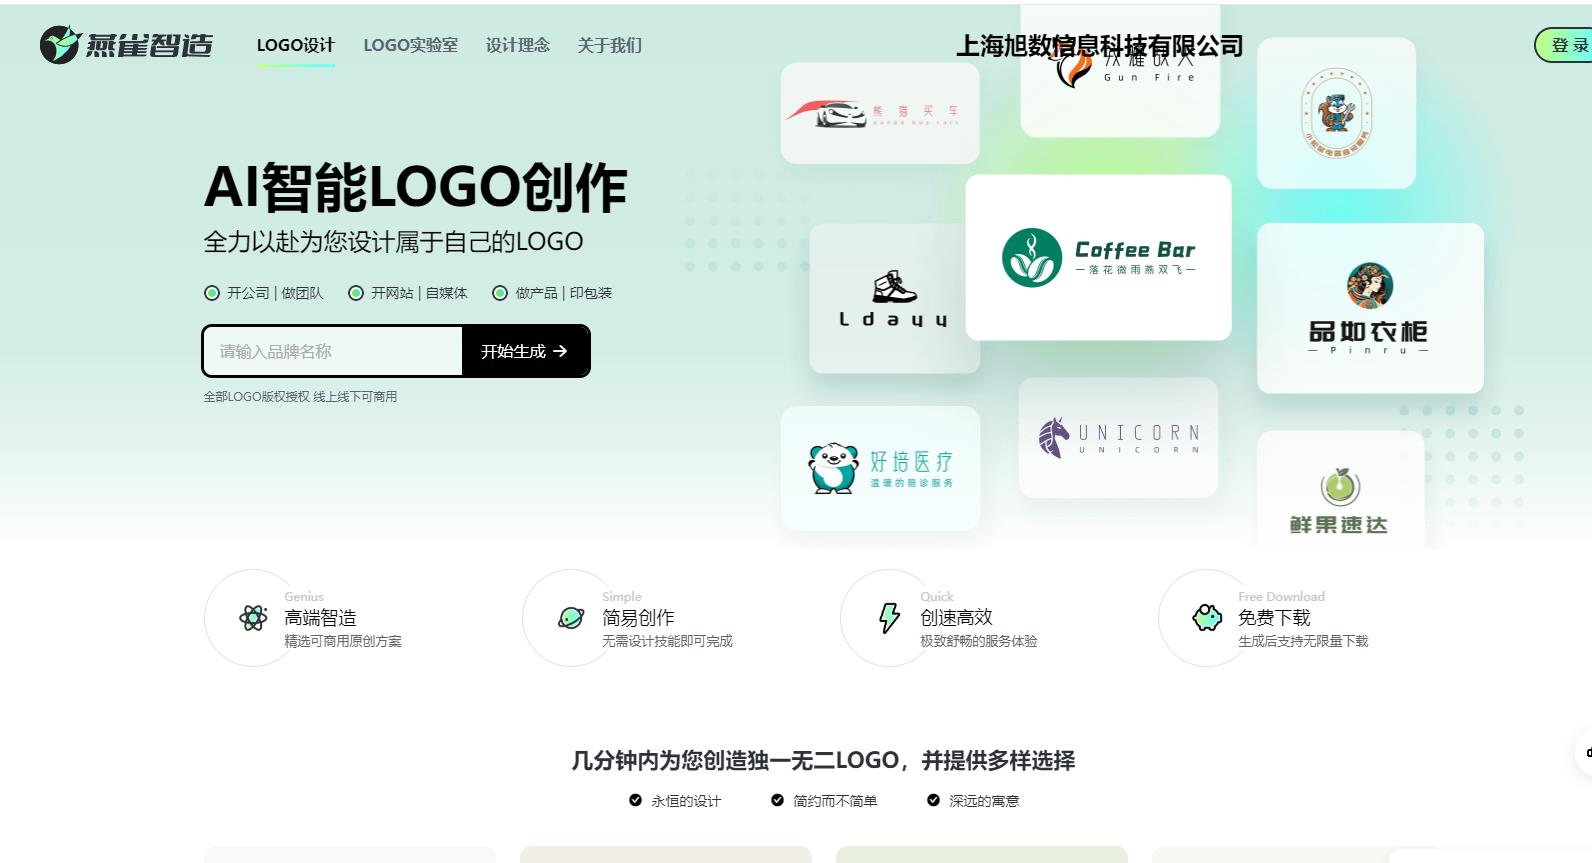 燕雀智造
LOGO设计
LOGO实验室
设计理念
关于我们
上海旭数信息科技有限公司
登录
Gun Fire
熊猫买车
panda buy cars
AI智能LOGO创作
全力以赴为您设计属于自己的LOGO
开公司 | 做团队
开网站 | 自媒体
做产品 | 印包装
请输入品牌名称
开始生成
全部LOGO版权授权 线上线下可商用
Ldayy
Coffee Bar
落花微雨燕双飞
品如衣柜
Pinru
好培医疗
温暖的陪诊服务
UNICORN
UNICORN
鲜果速达
Genius
高端智造
精选可商用原创方案
Simple
简易创作
无需设计技能即可完成
Quick
创速高效
极致舒畅的服务体验
Free Download
免费下载
生成后支持无限量下载
几分钟内为您创造独一无二LOGO，并提供多样选择
永恒的设计
简约而不简单
深远的寓意